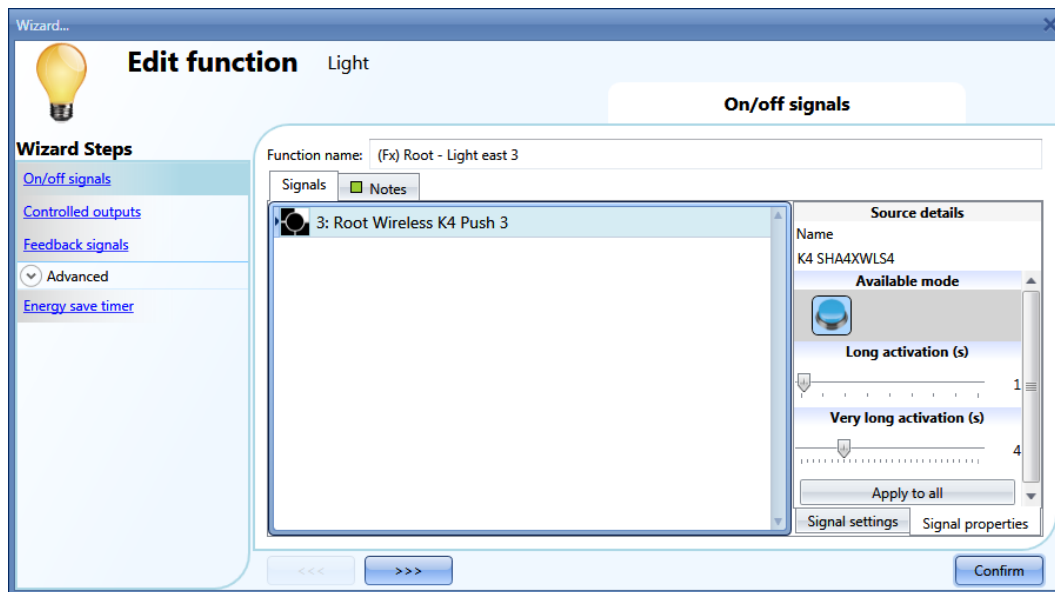 Wizard...
Edit function Light
On/off signals
Wizard Steps
On/off signals
Controlled outputs
Feedback signals
Advanced
Energy save timer
Function name: (Fx) Root - Light east 3
Signals Notes
3: Root Wireless K4 Push 3
Source details
Name
K4 SHA4XWLS4
Available mode
Long activation (s)
1
Very long activation (s)
4
Apply to all
Signal settings Signal properties
<<< >>> Confirm